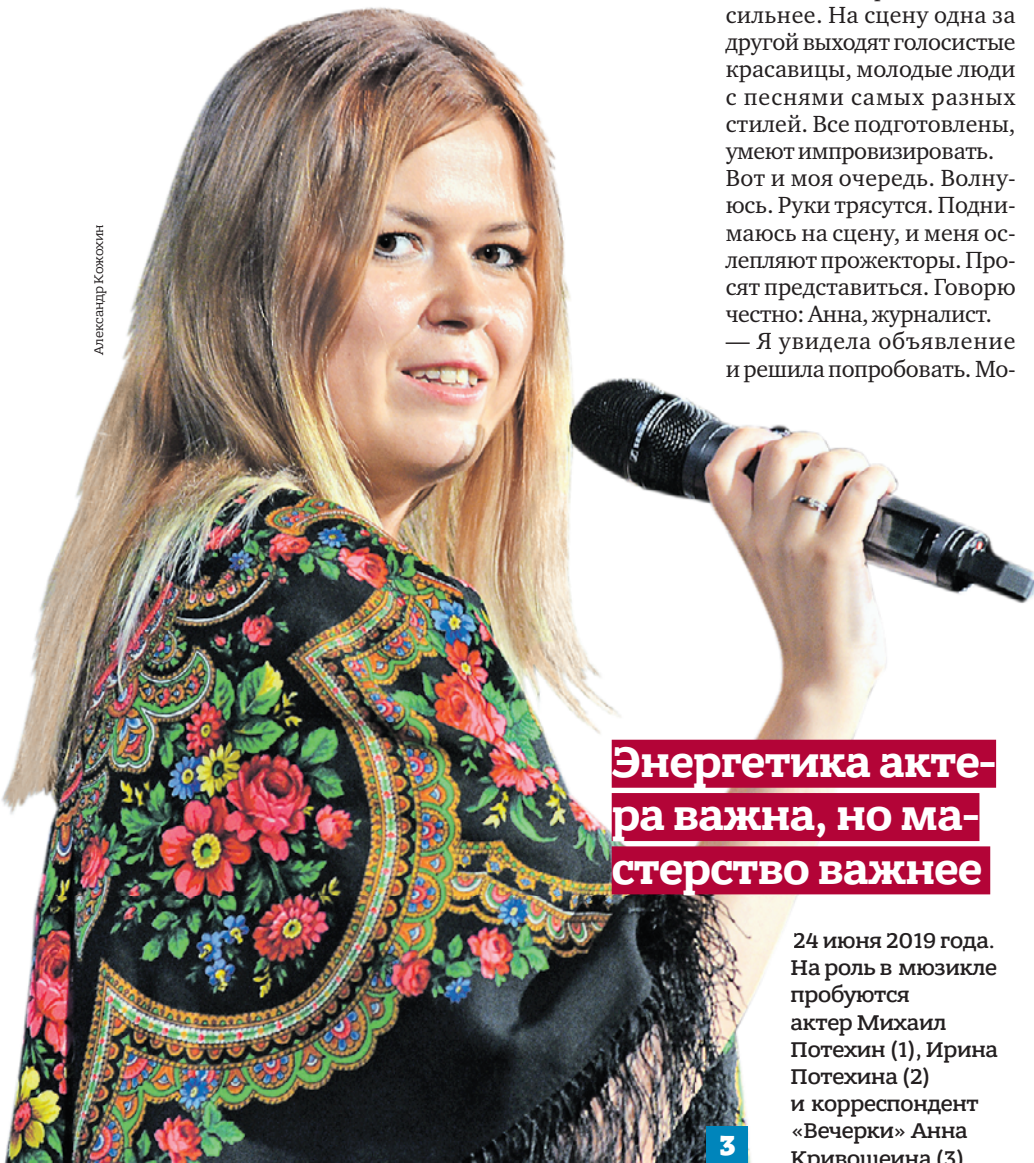 сильнее. На сцену одна за
другой выходят голосистые
красавицы, молодые люди
с песнями самых разных
стилей. Все подготовлены,
умеют импровизировать.
Вот и моя очередь. Волну-
юсь. Руки трясутся. Подни-
маюсь на сцену, и меня ос-
лепляют прожекторы. Про-
сят представиться. Говорю
честно: Анна, журналист.
— Я увидела объявление
и решила попробовать. Мо-
Александр Кожохин
SENNHEISER
Энергетика акте-
ра важна, но ма-
стерство важнее
24 июня 2019 года.
На роль в мюзикле
пробуются
актер Михаил
Потехин (1), Ирина
Потехина (2)
и корреспондент
«Вечерки» Анна
Кривошеина (3)
3